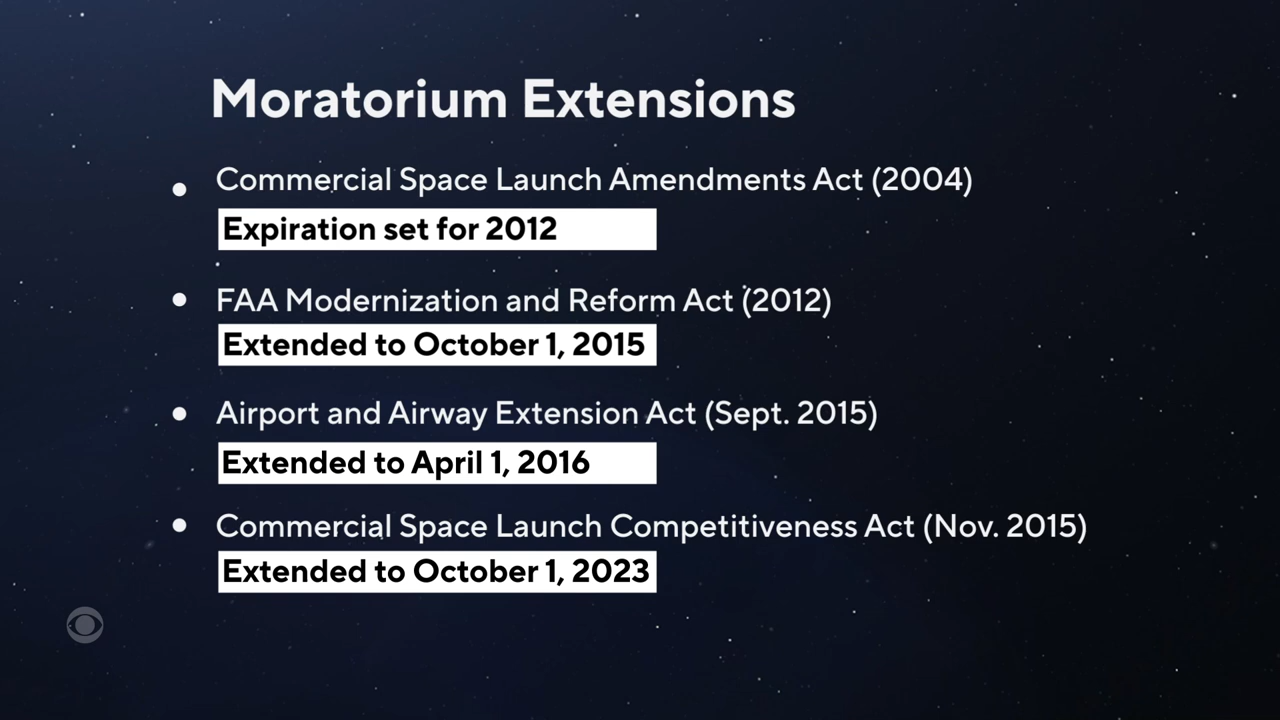 Moratorium Extensions
Commercial Space Launch Amendments Act (2004)
Expiration set for 2012
FAA Modernization and Reform Act (2012)
Extended to October 1, 2015
Airport and Airway Extension Act (Sept. 2015)
Extended to April 1, 2016
Commercial Space Launch Competitiveness Act (Nov. 2015)
Extended to October 1, 2023